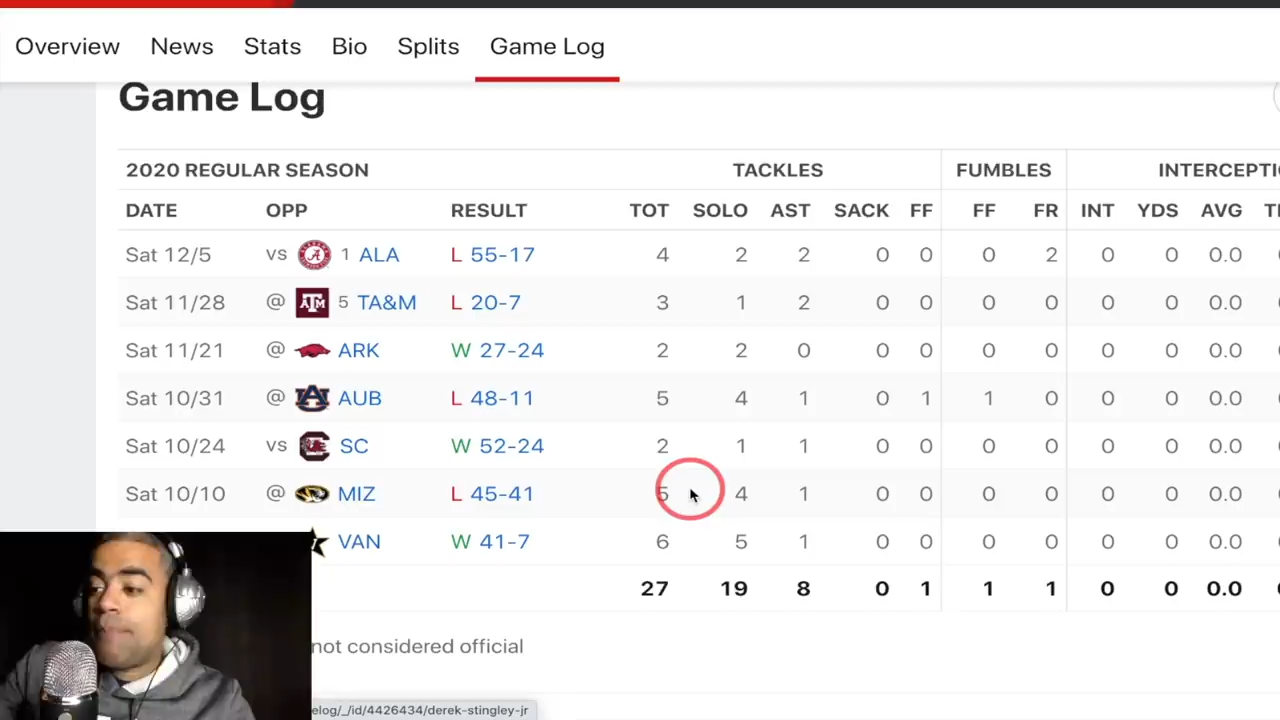 Overview News Stats Bio Splits Game Log
Game Log
2020 REGULAR SEASON TACKLES FUMBLES INTERCEPTI
DATE OPP RESULT TOT SOLO AST SACK FF FF FR INT YDS AVG
Sat 12/5 vs 1 ALA L 55-17 4 2 2 0 0 0 2 0 0 0.0
Sat 11/28 @ ATM 5 TA&M L 20-7 3 1 2 0 0 0 0 0 0 0.0
Sat 11/21 @ ARK W 27-24 2 2 0 0 0 0 0 0 0 0.0
Sat 10/31 @ AUB L 48-11 5 4 1 0 1 1 0 0 0 0.0
Sat 10/24 vs SC W 52-24 2 1 1 0 0 0 0 0 0 0.0
Sat 10/10 @ MIZ L 45-41 5 4 1 0 0 0 0 0 0 0.0
VAN W 41-7 6 5 1 0 0 0 0 0 0 0.0
27 19 8 0 1 1 1 0 0 0.0
not considered official
elog/_/id/4426434/derek-stingley-jr